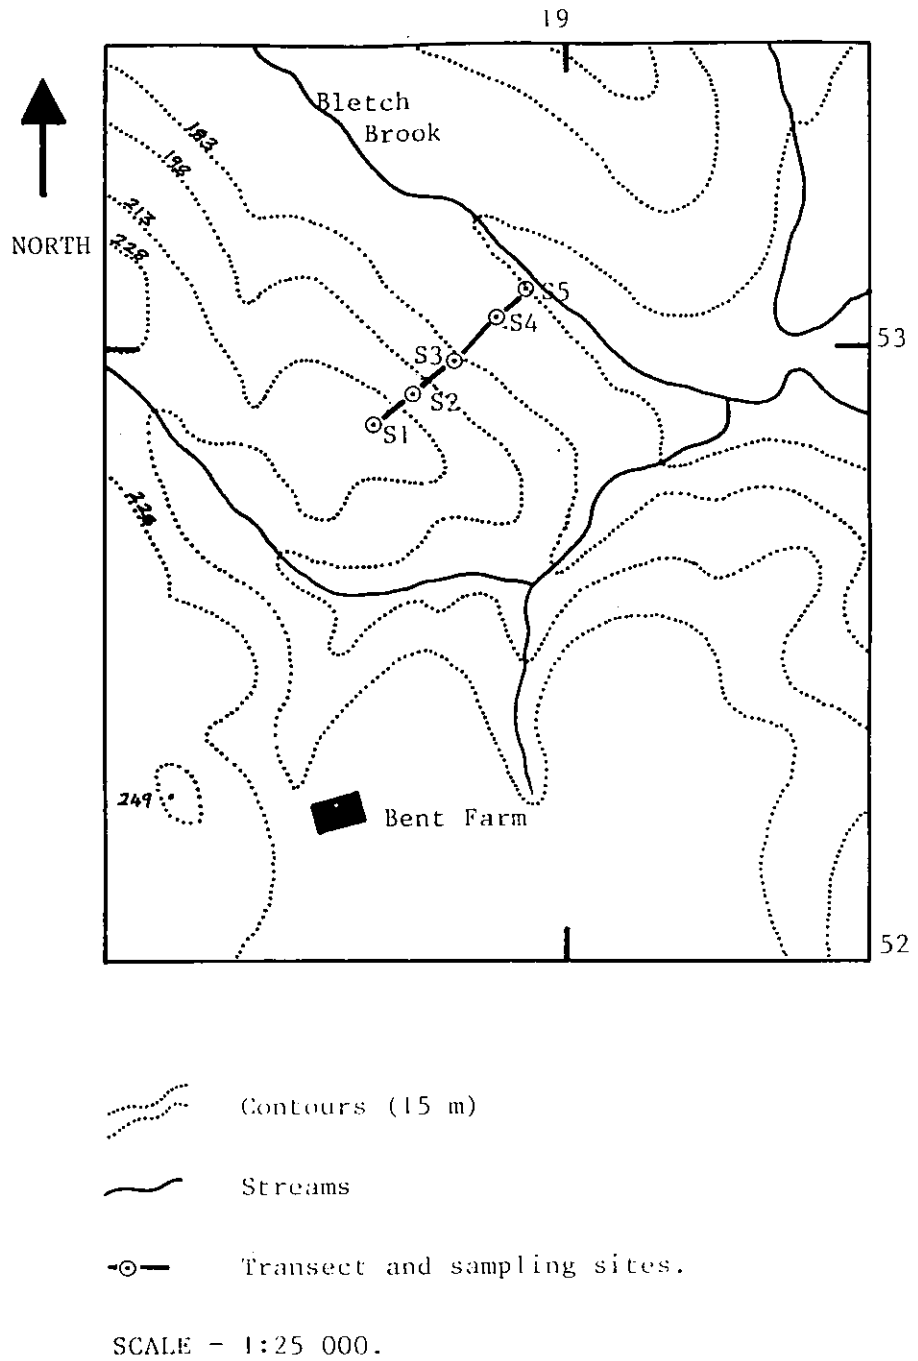 19
Bletch
Brook
183
198
213
228
NORTH
S5
S4
53
S3
S2
S1
249
Bent Farm
52
Contours (15 m)
Streams
Transect and sampling sites.
SCALE - 1:25 000.